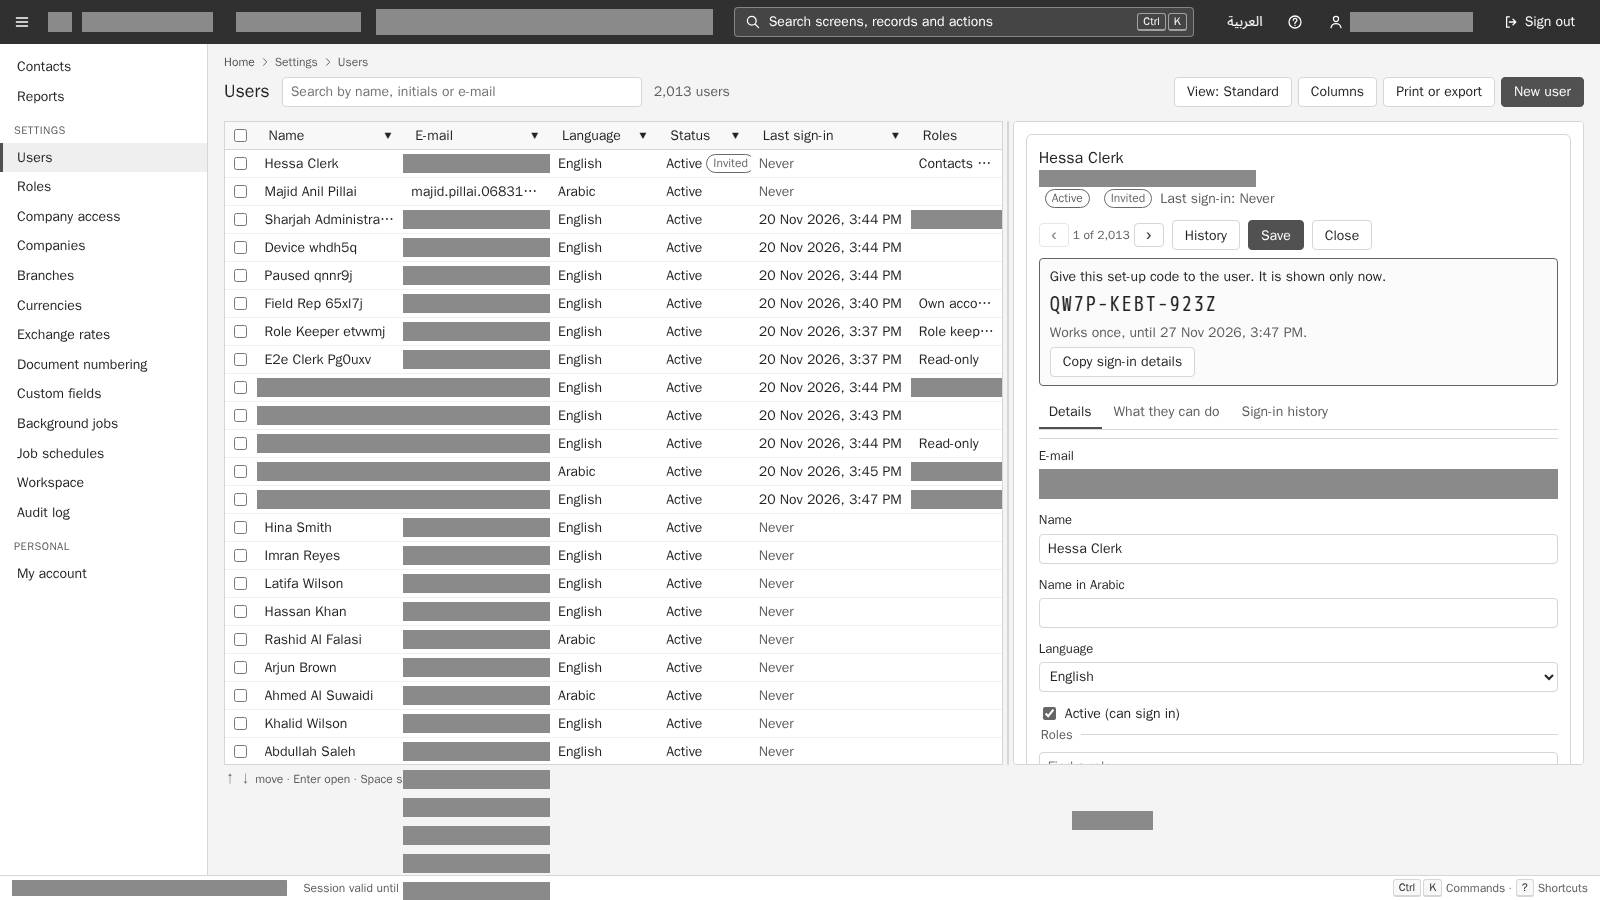 Search screens, records and actions Ctrl K العربية Sign out
Contacts
Reports
SETTINGS
Users
Roles
Company access
Companies
Branches
Currencies
Exchange rates
Document numbering
Custom fields
Background jobs
Job schedules
Workspace
Audit log
PERSONAL
My account
Home > Settings > Users
Users Search by name, initials or e-mail 2,013 users View: Standard Columns Print or export New user
Name ▼ E-mail ▼ Language ▼ Status ▼ Last sign-in ▼ Roles
Hessa Clerk English Active Invited Never Contacts ···
Majid Anil Pillai majid.pillai.06831··· Arabic Active Never
Sharjah Administra··· English Active 20 Nov 2026, 3:44 PM
Device whdh5q English Active 20 Nov 2026, 3:44 PM
Paused qnnr9j English Active 20 Nov 2026, 3:44 PM
Field Rep 65xl7j English Active 20 Nov 2026, 3:40 PM Own acco···
Role Keeper etvwmj English Active 20 Nov 2026, 3:37 PM Role keep···
E2e Clerk Pg0uxv English Active 20 Nov 2026, 3:37 PM Read-only
English Active 20 Nov 2026, 3:44 PM
English Active 20 Nov 2026, 3:43 PM
English Active 20 Nov 2026, 3:44 PM Read-only
Arabic Active 20 Nov 2026, 3:45 PM
English Active 20 Nov 2026, 3:47 PM
Hina Smith English Active Never
Imran Reyes English Active Never
Latifa Wilson English Active Never
Hassan Khan English Active Never
Rashid Al Falasi Arabic Active Never
Arjun Brown English Active Never
Ahmed Al Suwaidi Arabic Active Never
Khalid Wilson English Active Never
Abdullah Saleh English Active Never
↑ ↓ move · Enter open · Space s
Hessa Clerk
Active Invited Last sign-in: Never
‹ 1 of 2,013 › History Save Close
Give this set-up code to the user. It is shown only now.
QW7P-KEBT-923Z
Works once, until 27 Nov 2026, 3:47 PM.
Copy sign-in details
Details What they can do Sign-in history
E-mail
Name
Hessa Clerk
Name in Arabic
Language
English
Active (can sign in)
Roles
Session valid until
Ctrl K Commands · ? Shortcuts